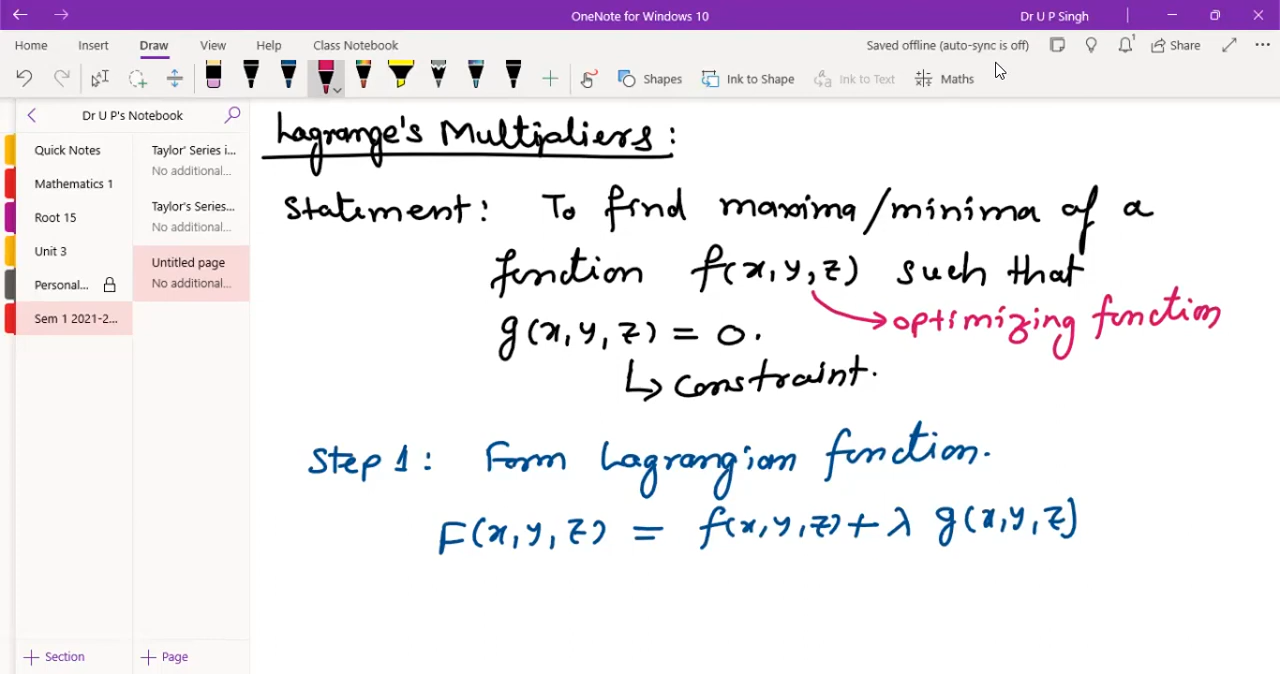 OneNote for Windows 10
Dr U P Singh
Home Insert Draw View Help Class Notebook
Saved offline (auto-sync is off)
Share
Shapes
Ink to Shape
Ink to Text
Maths
Dr U P's Notebook
Quick Notes
Mathematics 1
Root 15
Unit 3
Personal...
Sem 1 2021-2...
Taylor' Series i...
No additional...
Taylor's Series...
No additional...
Untitled page
No additional...
Section
Page
Lagrange's Multipliers :
Statement : To find maxima/minima of a
function f(x, y, z) such that
optimizing function
g(x, y, z) = 0.
↳ Constraint.
Step 1 : Form Lagrangian function.
F(x, y, z) = f(x, y, z) + λ g(x, y, z)